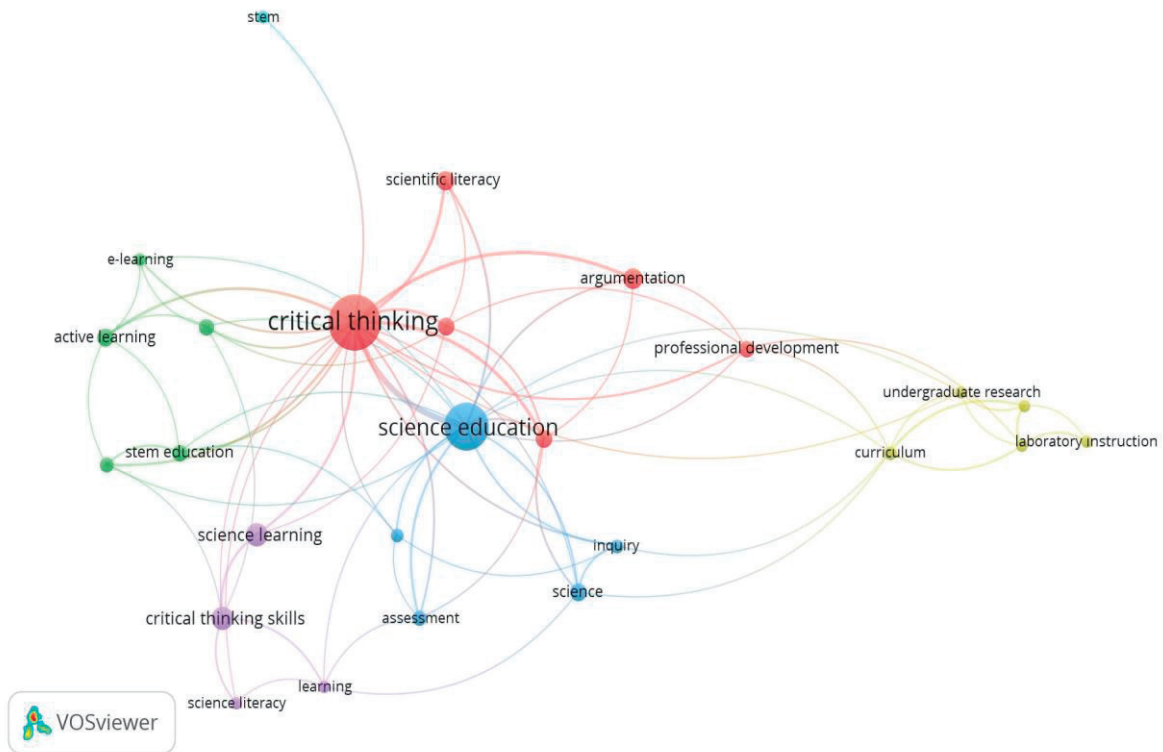 stem
scientific literacy
e-learning
argumentation
critical thinking
active learning
professional development
undergraduate research
science education
laboratory instruction
stem education
curriculum
science learning
inquiry
science
critical thinking skills
assessment
learning
science literacy
VOSviewer